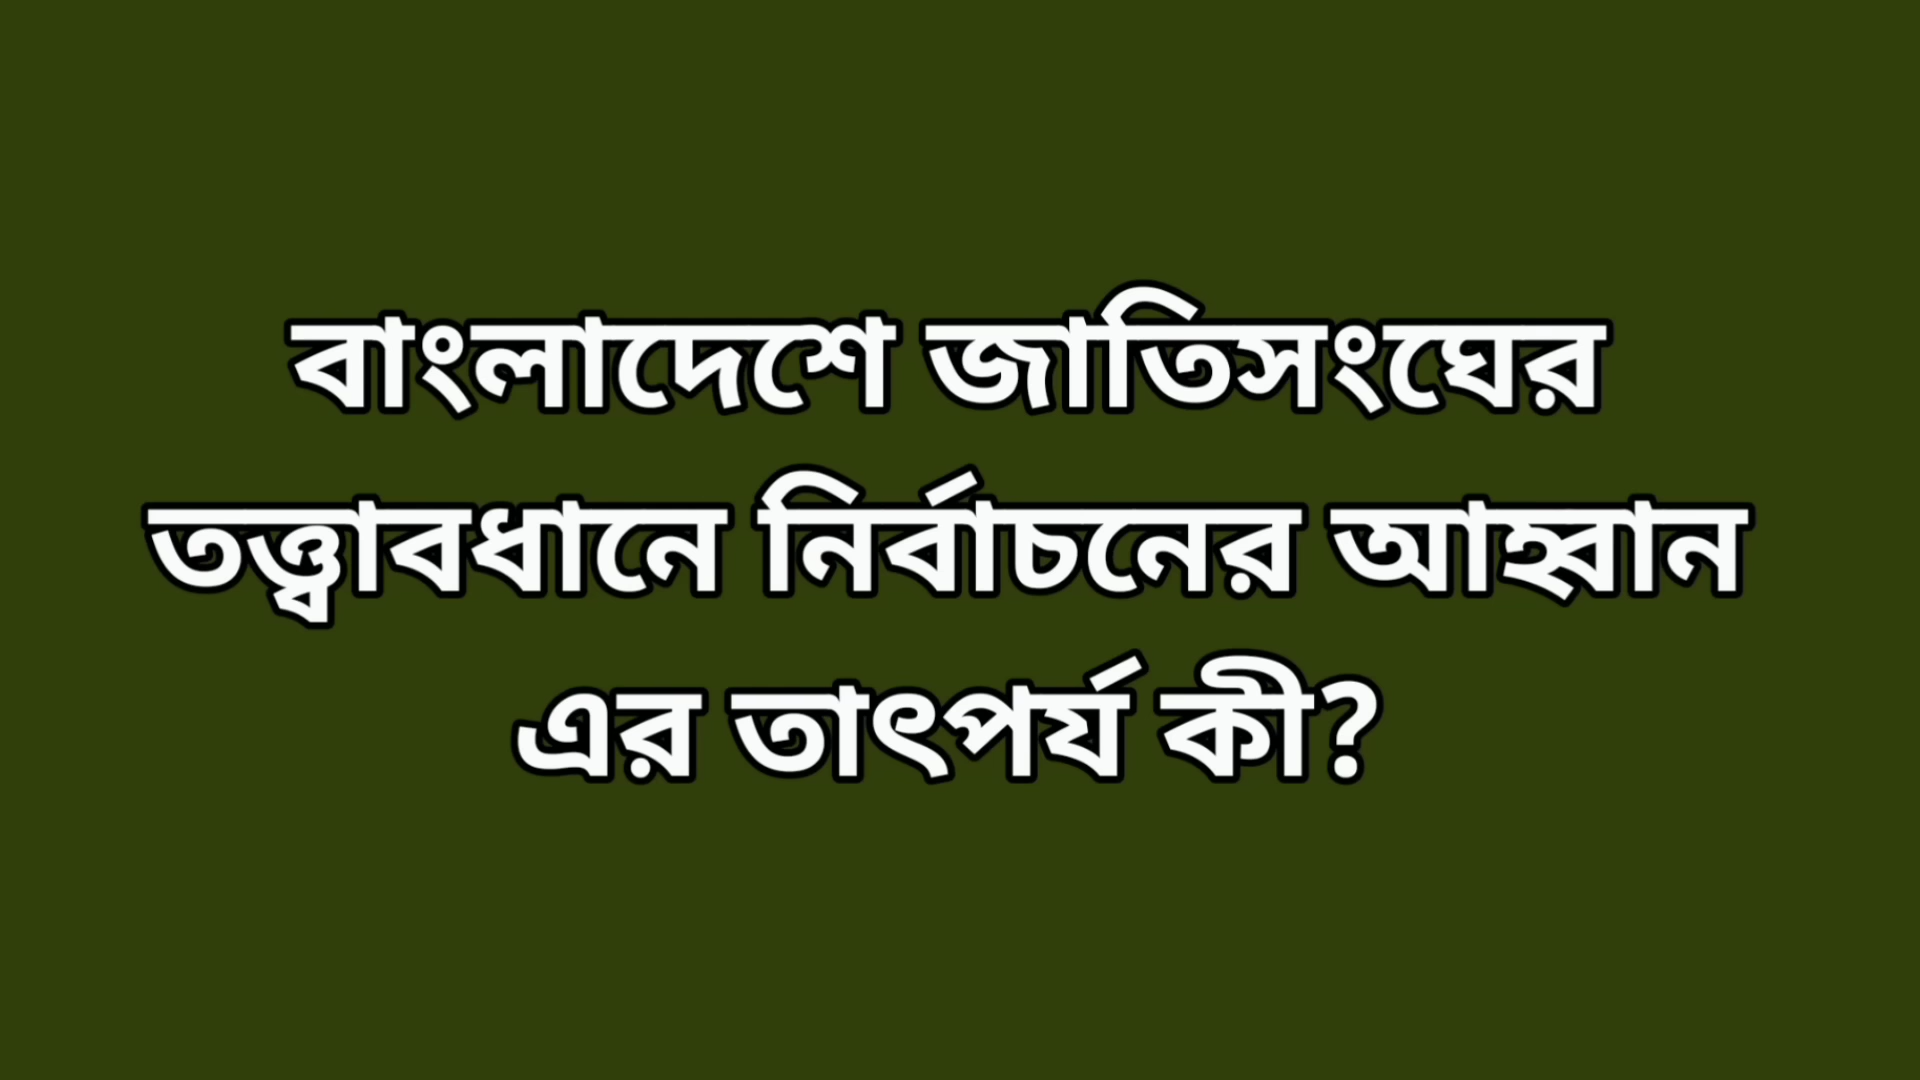 বাংলাদেশে জাতিসংঘের
তত্ত্বাবধানে নির্বাচনের আহ্বান
এর তাৎপর্য কী?